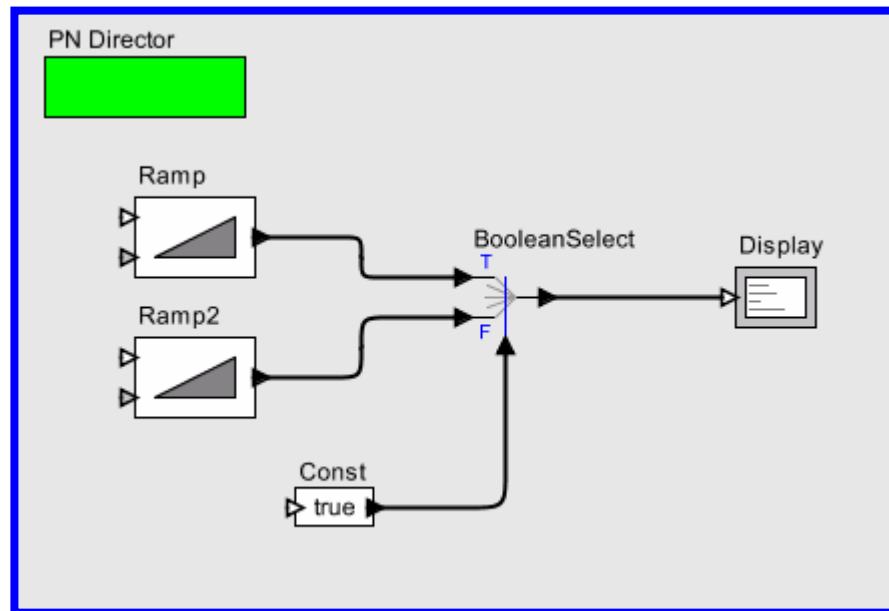 PN Director
Ramp
BooleanSelect
T
Display
Ramp2
F
Const
true